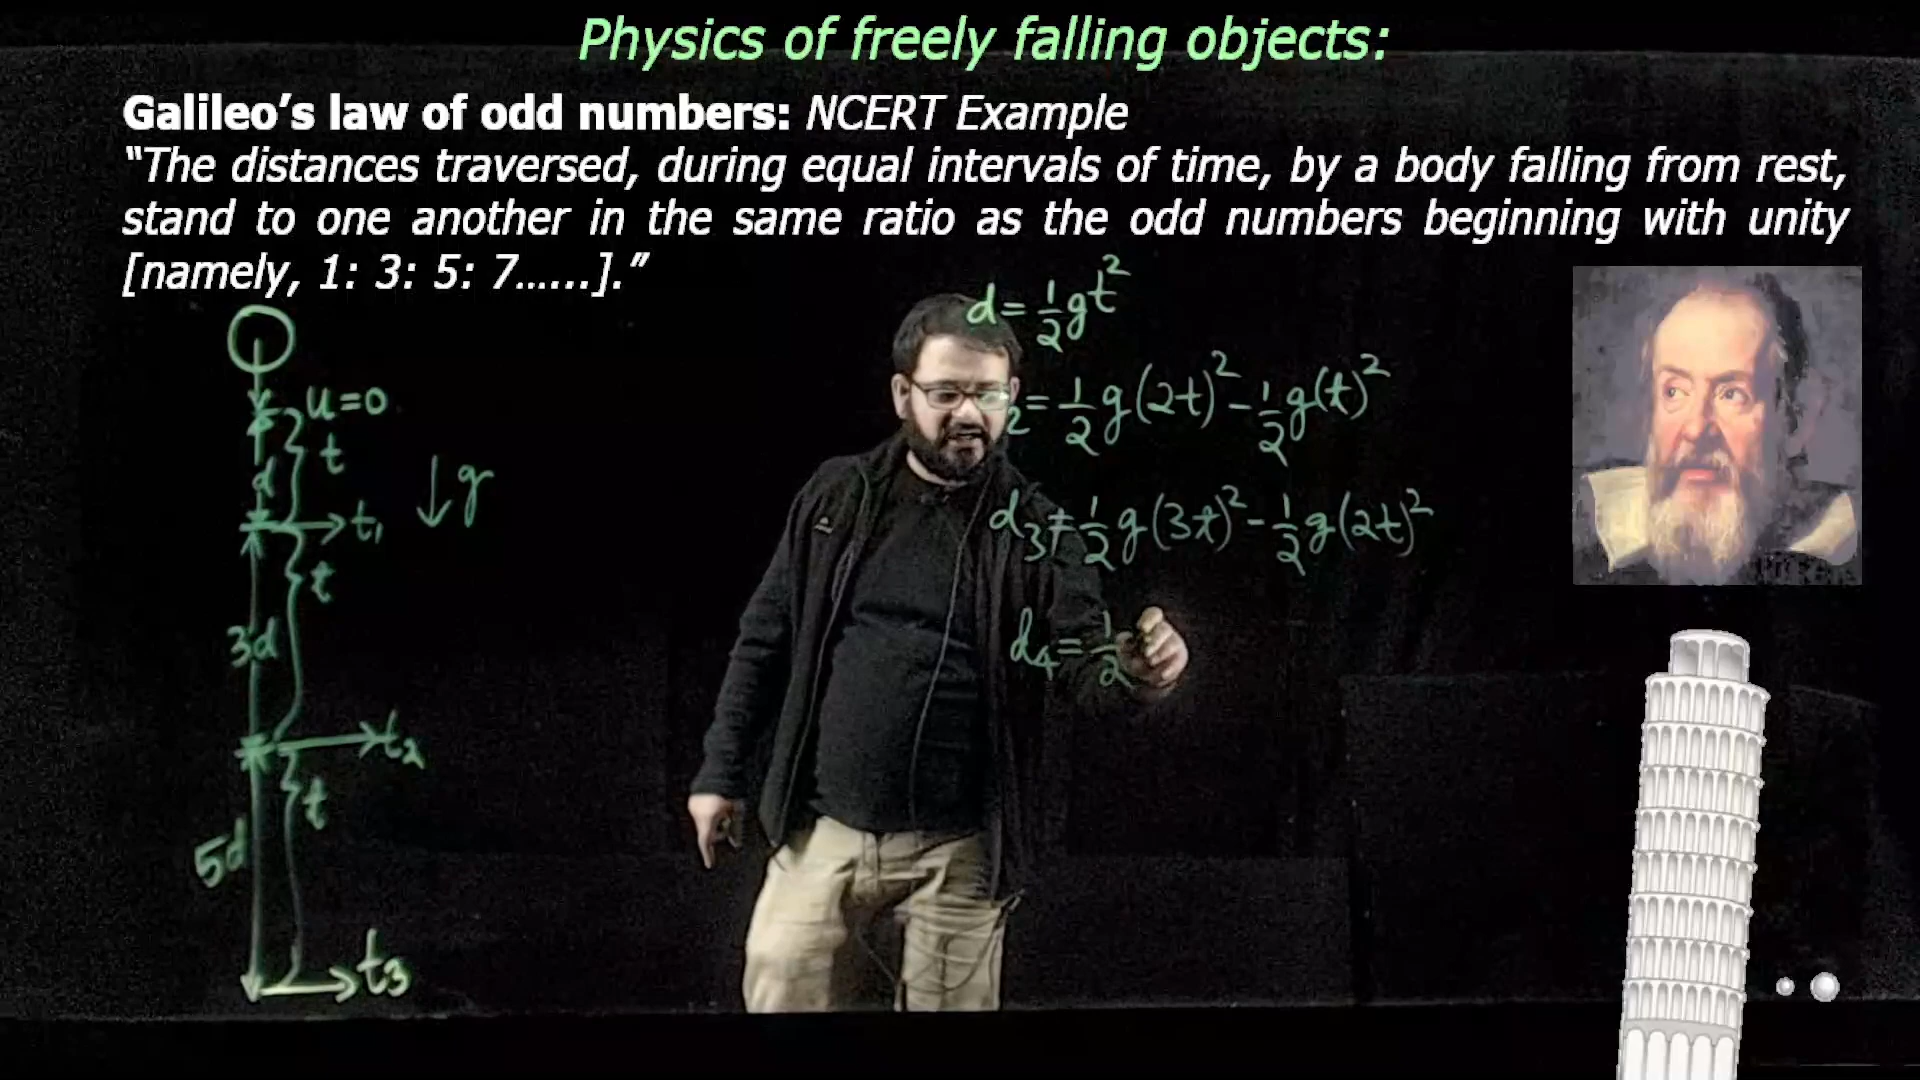 Physics of freely falling objects:
Galileo’s law of odd numbers: NCERT Example
“The distances traversed, during equal intervals of time, by a body falling from rest,
stand to one another in the same ratio as the odd numbers beginning with unity
[namely, 1: 3: 5: 7......].”
u=0
t
d
t₁
↓g
t
3d
t₂
t
5d
t₃
d=½gt²
₂=½g(2t)²-½g(t)²
d₃=½g(3t)²-½g(2t)²
d₄=½